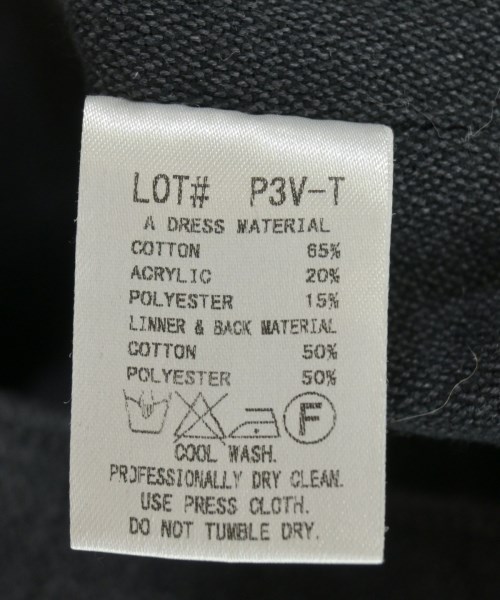 LOT# P3V-T
A DRESS MATERIAL
COTTON 65%
ACRYLIC 20%
POLYESTER 15%
LINNER & BACK MATERIAL
COTTON 50%
POLYESTER 50%
F
COOL WASH.
PROFESSIONALLY DRY CLEAN.
USE PRESS CLOTH.
DO NOT TUMBLE DRY.